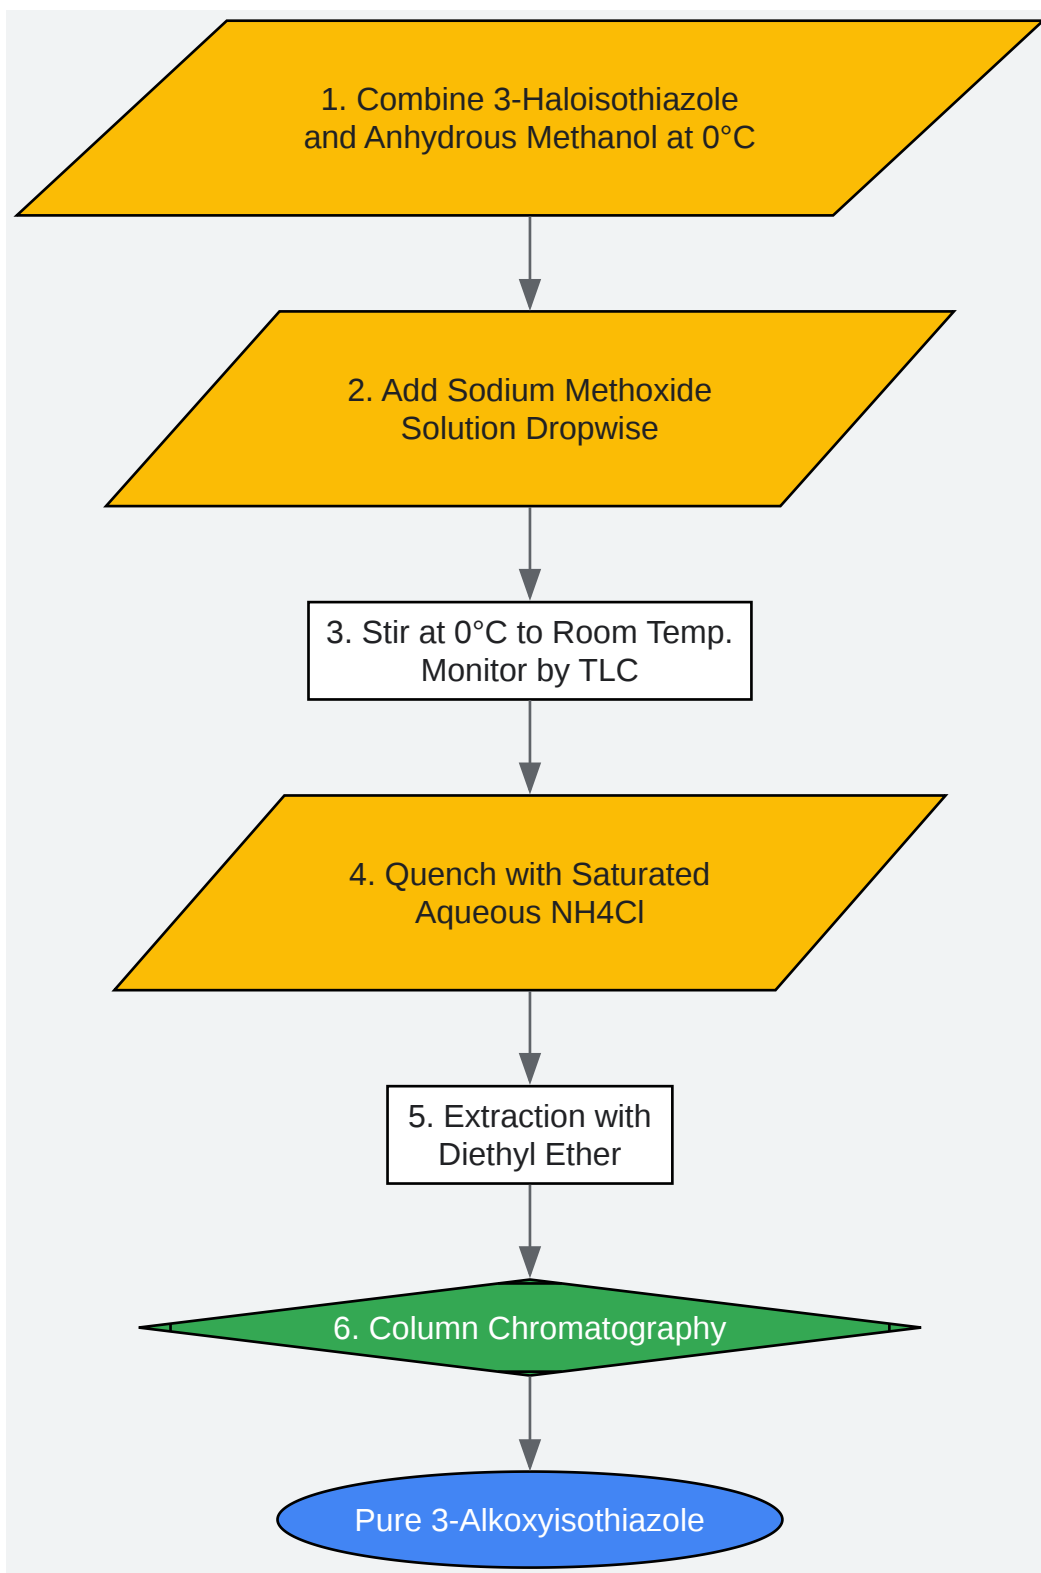 1. Combine 3-Haloisothiazole
and Anhydrous Methanol at 0°C
2. Add Sodium Methoxide
Solution Dropwise
3. Stir at 0°C to Room Temp.
Monitor by TLC
4. Quench with Saturated
Aqueous NH4Cl
5. Extraction with
Diethyl Ether
6. Column Chromatography
Pure 3-Alkoxyisothiazole